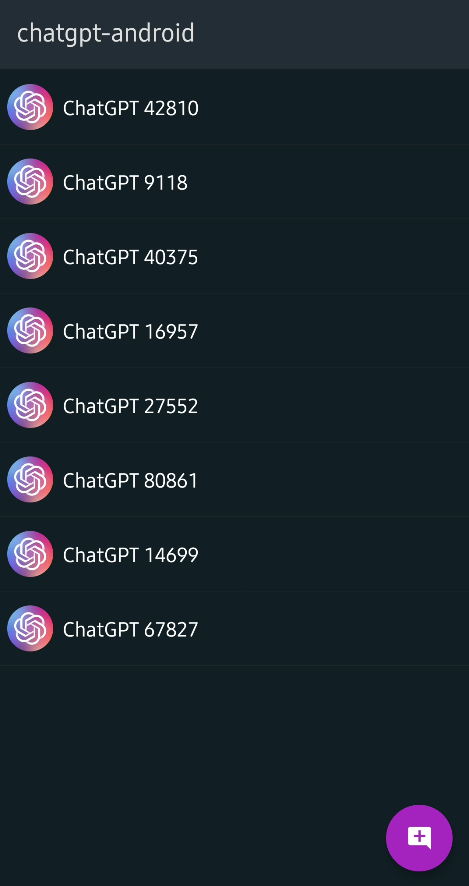 chatgpt-android
ChatGPT 42810
ChatGPT 9118
ChatGPT 40375
ChatGPT 16957
ChatGPT 27552
ChatGPT 80861
ChatGPT 14699
ChatGPT 67827